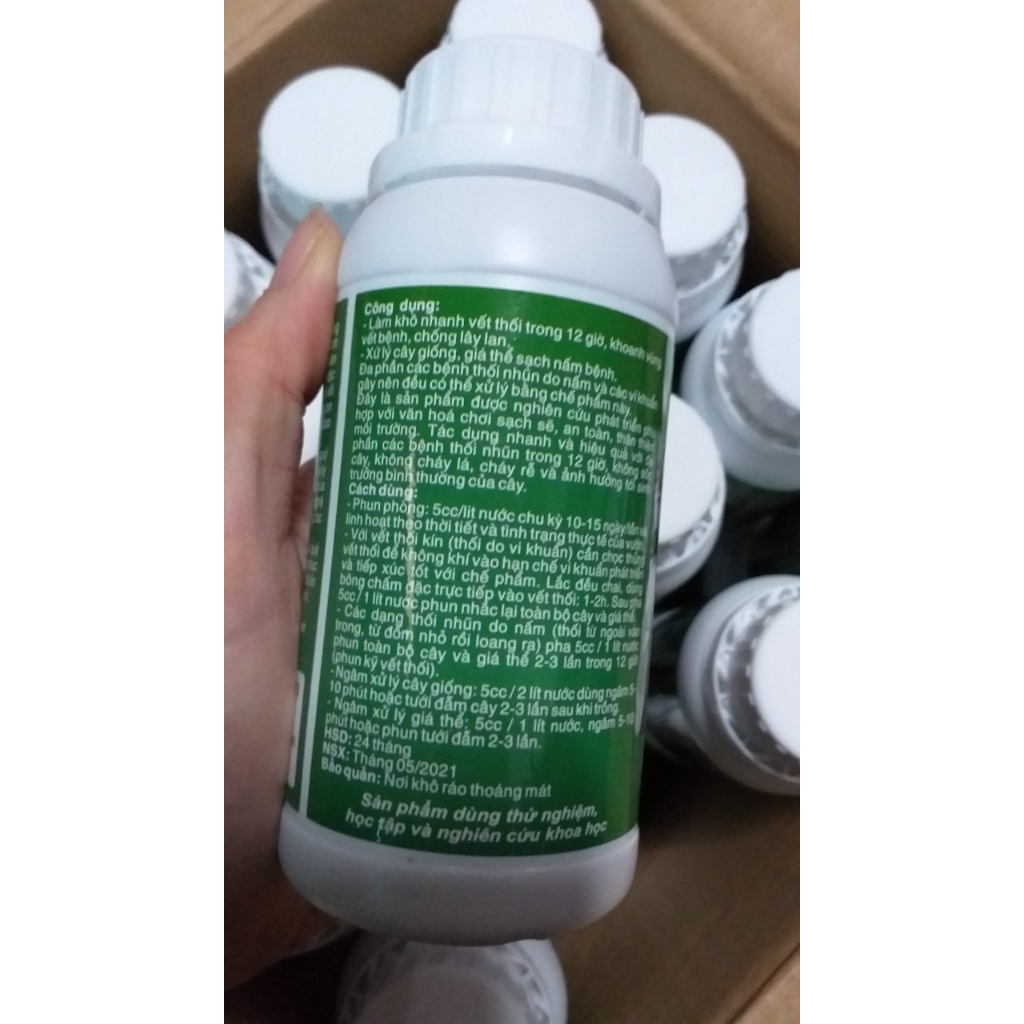 Công dụng:
- Làm khô nhanh vết thối trong 12 giờ, khoanh vùng
vết bệnh, chống lây lan.
- Xử lý cây giống, giá thể sạch nấm bệnh.
Đa phần các bệnh thối nhũn do nấm và các vi khuẩn
gây nên đều có thể xử lý bằng chế phẩm này.
Đây là sản phẩm được nghiên cứu phát triển
hợp với văn hoá chơi sạch sẽ, an toàn, thân thiện
môi trường. Tác dụng nhanh và hiệu quả với
phần các bệnh thối nhũn trong 12 giờ, không
cây, không cháy lá, cháy rễ và ảnh hưởng tới sinh
trưởng bình thường của cây.
Cách dùng:
- Phun phòng: 5cc/lít nước chu kỳ 10-15 ngày/lần
linh hoạt theo thời tiết và tình trạng thực tế của vườn.
- Với vết thối kín (thối do vi khuẩn) cần chọc thủng
vết thối để không khí vào hạn chế vi khuẩn phát triển
và tiếp xúc tốt với chế phẩm. Lắc đều chai, dùng
bông chấm đặc trực tiếp vào vết thối: 1-2h. Sau pha
5cc/1 lít nước phun nhắc lại toàn bộ cây và giá thể.
- Các dạng thối nhũn do nấm (thối từ ngoài vào
trong, từ đốm nhỏ rồi loang ra) pha 5cc / 1 lít nước
phun toàn bộ cây và giá thể 2-3 lần trong 12 giờ
(phun kỹ vết thối).
- Ngâm xử lý cây giống: 5cc / 2 lít nước dùng ngâm 5-
10 phút hoặc tưới đẫm cây 2-3 lần sau khi trồng.
- Ngâm xử lý giá thể: 5cc / 1 lít nước, ngâm 5-10
phút hoặc phun tưới đẫm 2-3 lần.
HSD: 24 tháng
NSX: Tháng 05/2021
Bảo quản: Nơi khô ráo thoáng mát
Sản phẩm dùng thử nghiệm,
học tập và nghiên cứu khoa học